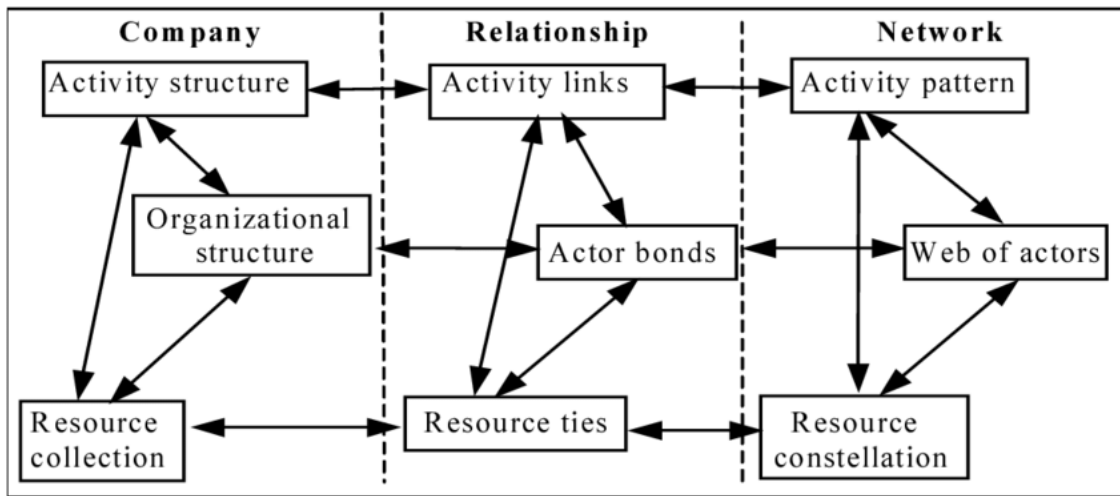 Company
Relationship
Network
Activity structure
Activity links
Activity pattern
Organizational
structure
Actor bonds
Web of actors
Resource
collection
Resource ties
Resource
constellation